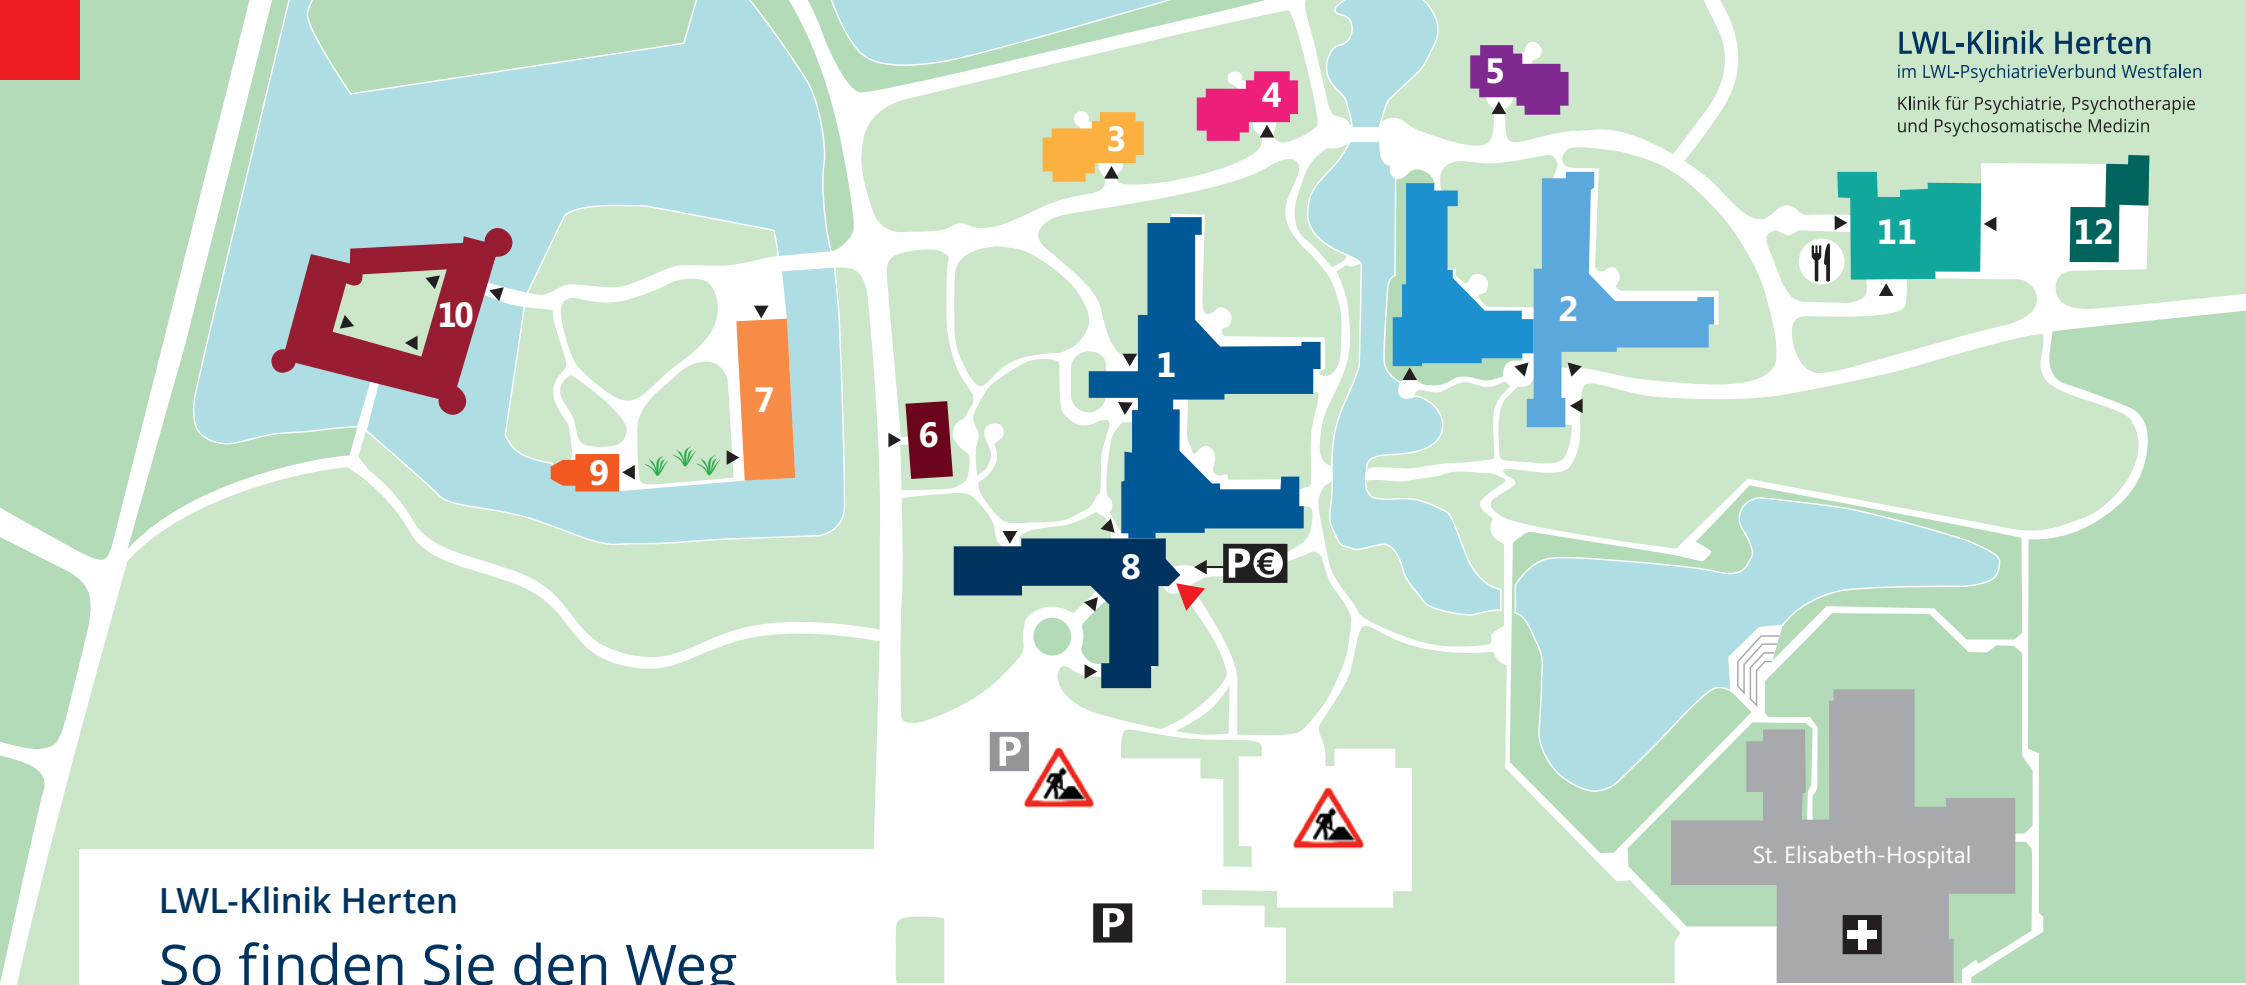 LWL-Klinik Herten
im LWL-PsychiatrieVerbund Westfalen
Klinik für Psychiatrie, Psychotherapie
und Psychosomatische Medizin
5
4
3
11
12
2
10
1
7
6
9
8
P€
P
P
St. Elisabeth-Hospital
LWL-Klinik Herten
So finden Sie den Weg